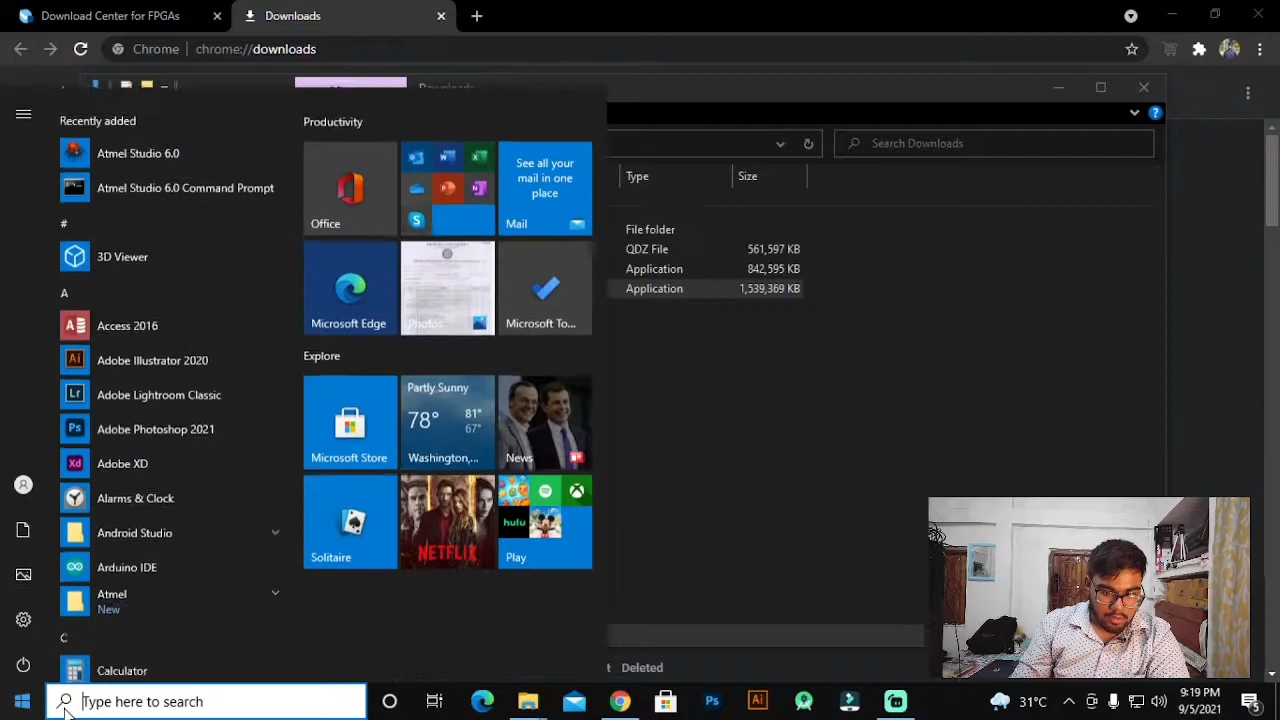 Download Center for FPGAs
Downloads
Chrome
chrome://downloads
Recently added
Atmel Studio 6.0
Atmel Studio 6.0 Command Prompt
#
3D Viewer
A
Access 2016
Adobe Illustrator 2020
Adobe Lightroom Classic
Adobe Photoshop 2021
Adobe XD
Alarms & Clock
Android Studio
Arduino IDE
Atmel
New
C
Calculator
Productivity
Office
See all your
mail in one
place
Mail
Microsoft Edge
Photos
Microsoft To...
Explore
Microsoft Store
Partly Sunny
78°
81°
67°
Washington,...
News
Solitaire
NETFLIX
hulu
Play
Search Downloads
Type
Size
File folder
QDZ File
561,597 KB
Application
842,595 KB
Application
1,539,369 KB
Deleted
Type here to search
31°C
9:19 PM
9/5/2021
5